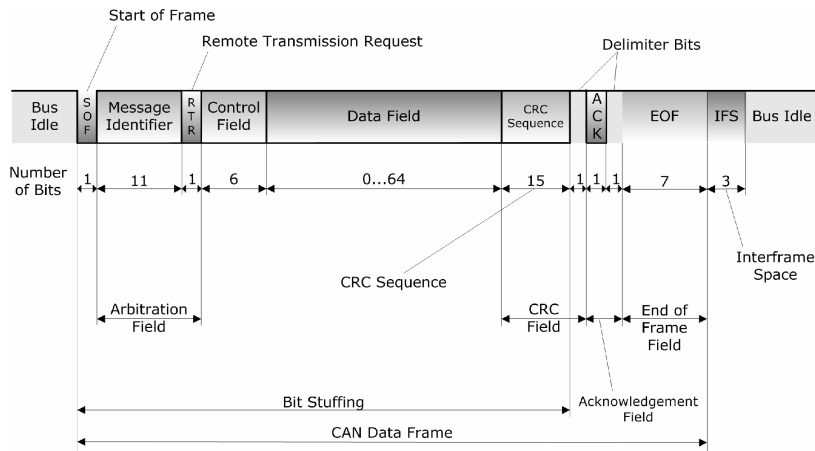 Start of Frame
Remote Transmission Request
Delimiter Bits
Bus
Idle
S
O
F
Message
Identifier
R
T
R
Control
Field
Data Field
CRC
Sequence
A
C
K
EOF
IFS
Bus Idle
Number
of Bits
1
11
1
6
0...64
15
1
1
1
7
3
Interframe
Space
CRC Sequence
Arbitration
Field
CRC
Field
End of
Frame
Field
Acknowledgement
Field
Bit Stuffing
CAN Data Frame